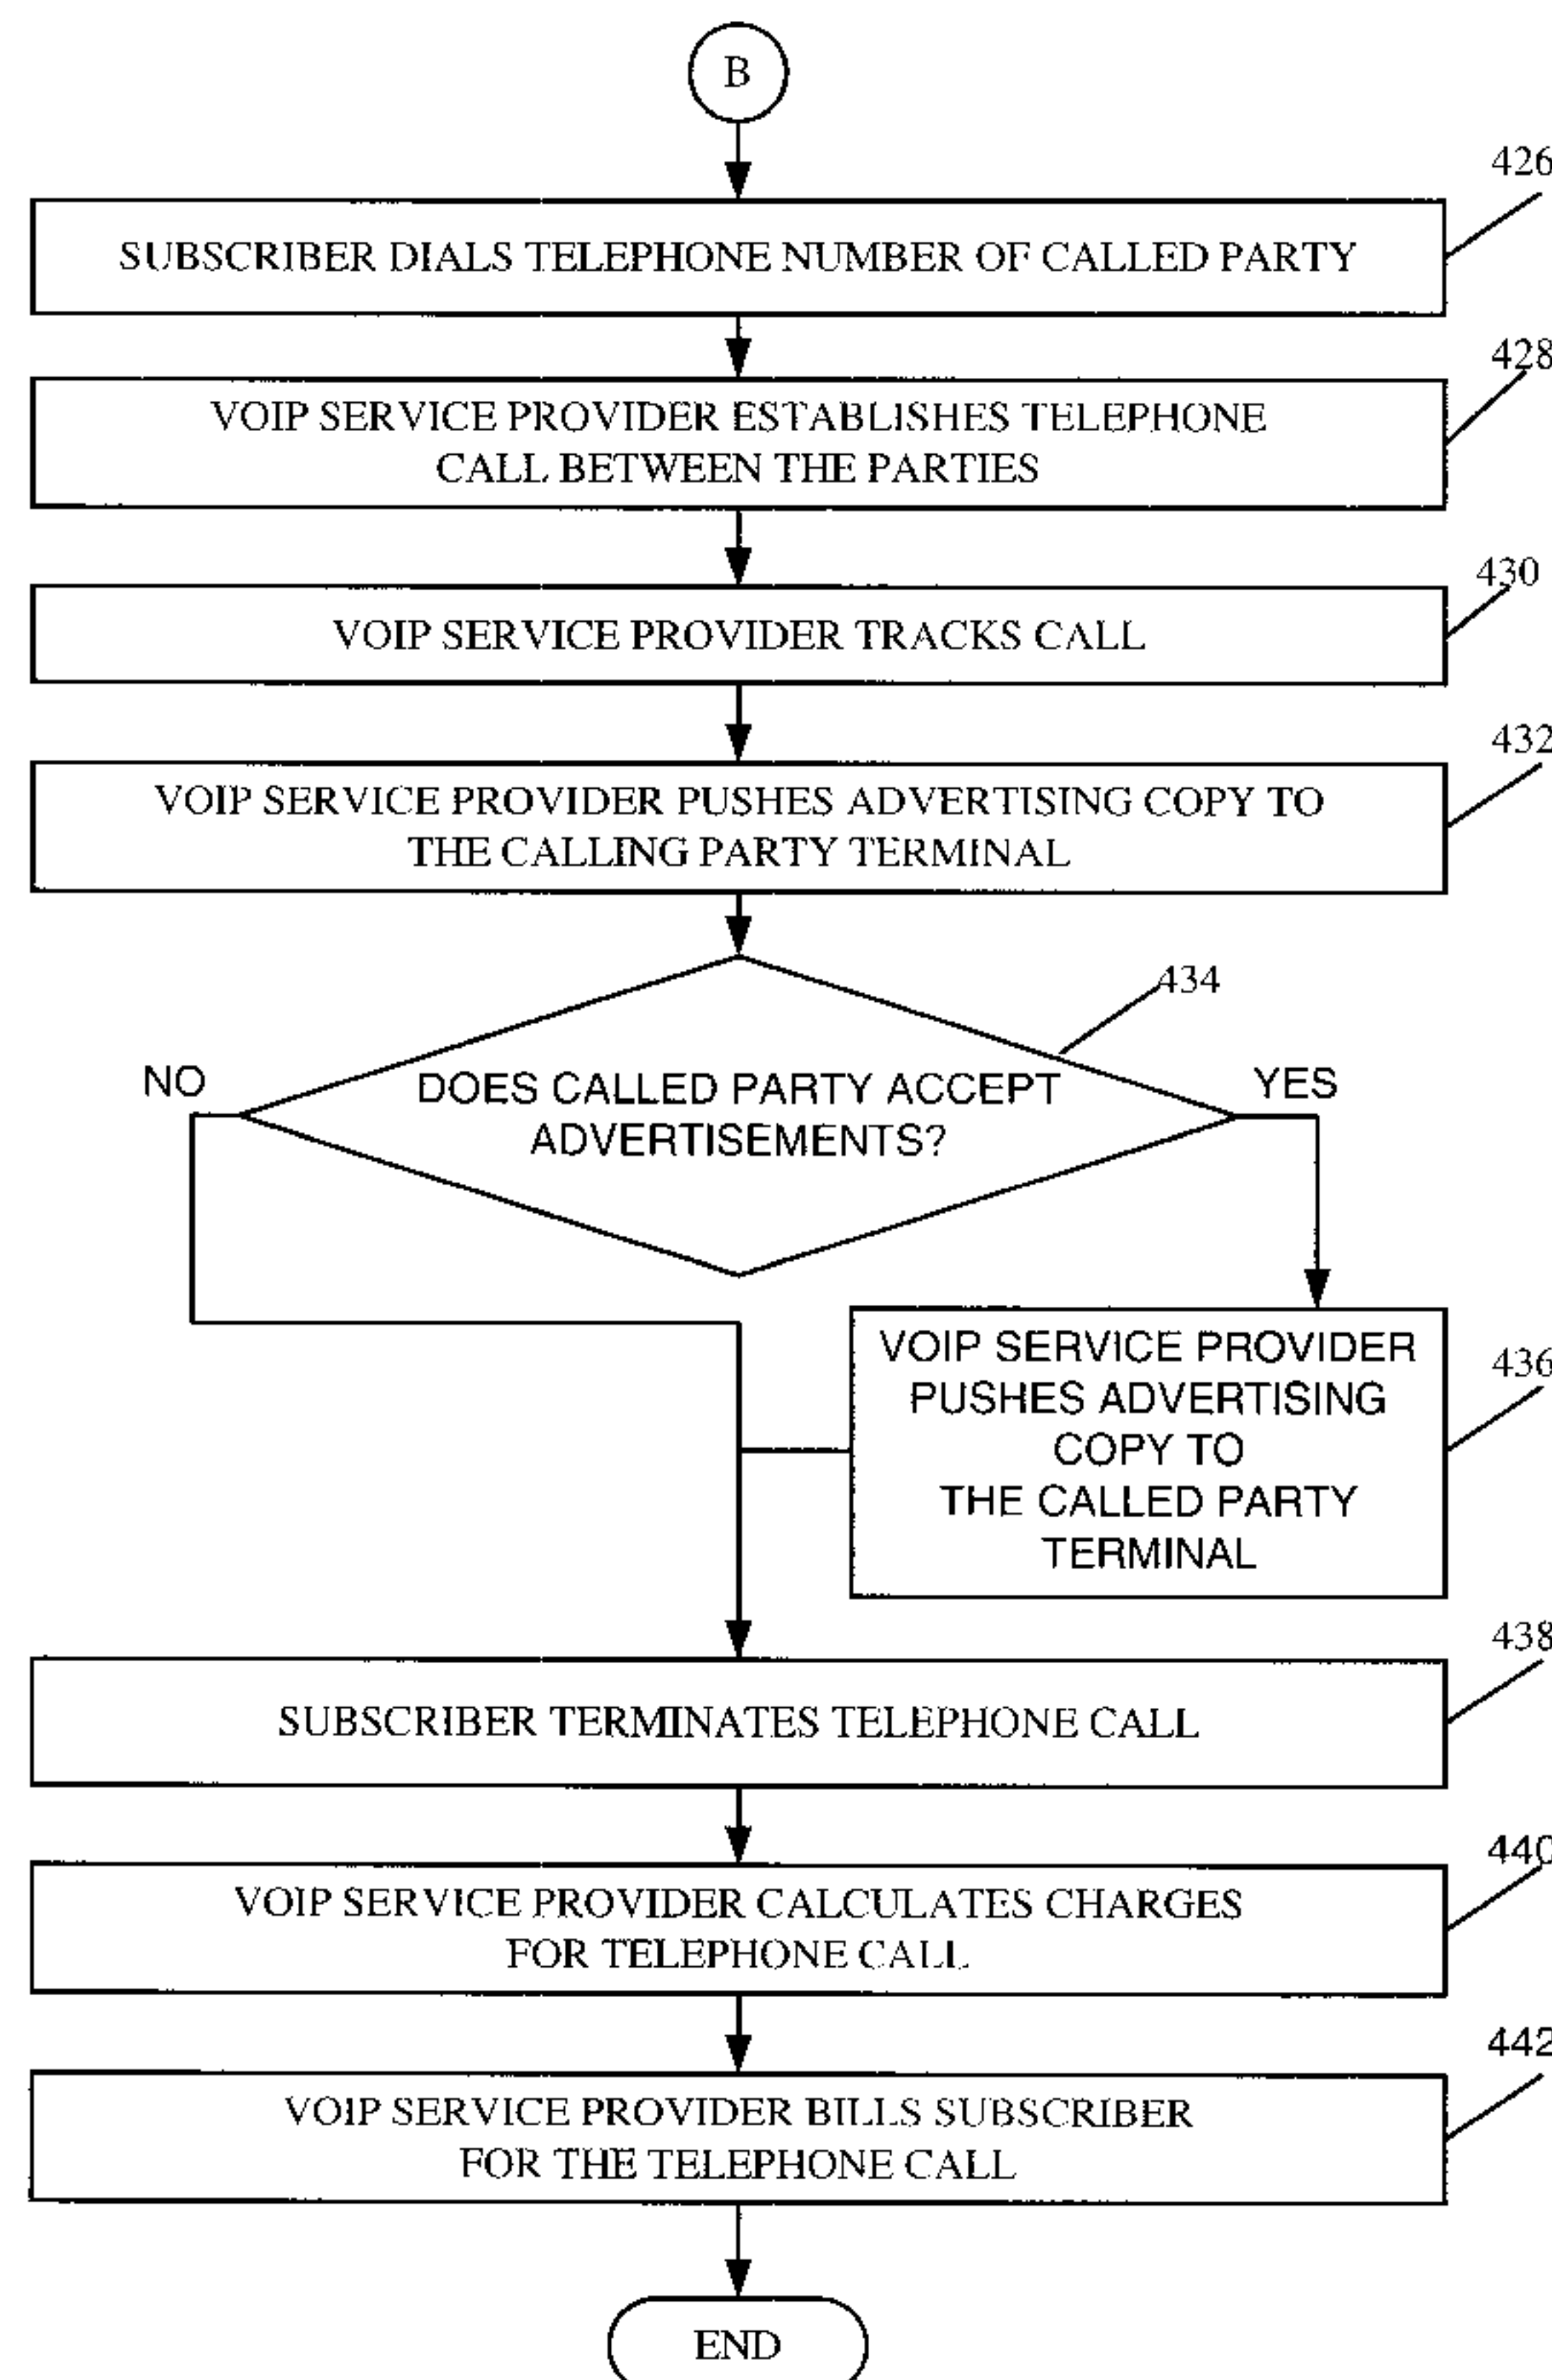 B
426
SUBSCRIBER DIALS TELEPHONE NUMBER OF CALLED PARTY
428
VOIP SERVICE PROVIDER ESTABLISHES TELEPHONE
CALL BETWEEN THE PARTIES
430
VOIP SERVICE PROVIDER TRACKS CALL
432
VOIP SERVICE PROVIDER PUSHES ADVERTISING COPY TO
THE CALLING PARTY TERMINAL
434
NO
DOES CALLED PARTY ACCEPT
ADVERTISEMENTS?
YES
VOIP SERVICE PROVIDER
PUSHES ADVERTISING
COPY TO
THE CALLED PARTY
TERMINAL
436
438
SUBSCRIBER TERMINATES TELEPHONE CALL
440
VOIP SERVICE PROVIDER CALCULATES CHARGES
FOR TELEPHONE CALL
442
VOIP SERVICE PROVIDER BILLS SUBSCRIBER
FOR THE TELEPHONE CALL
END